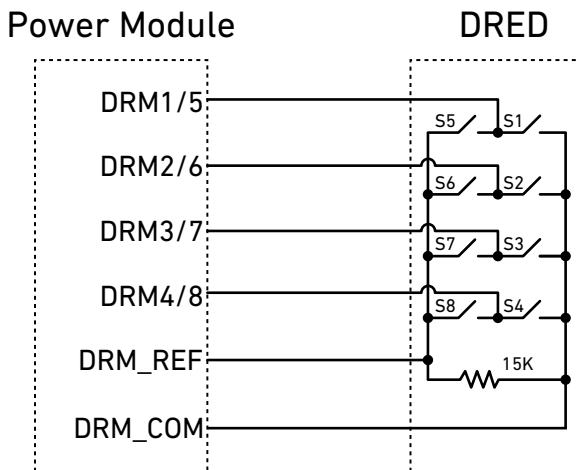 Power Module DRED
DRM1/5
S5 S1
DRM2/6
S6 S2
DRM3/7
S7 S3
DRM4/8
S8 S4
DRM_REF
15K
DRM_COM